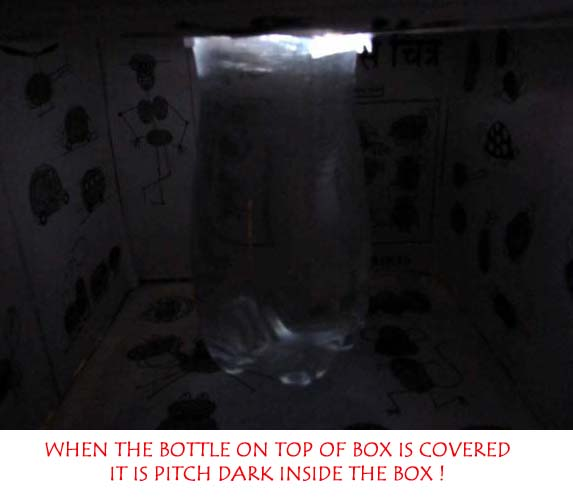 चित्र
WHEN THE BOTTLE ON TOP OF BOX IS COVERED
IT IS PITCH DARK INSIDE THE BOX !